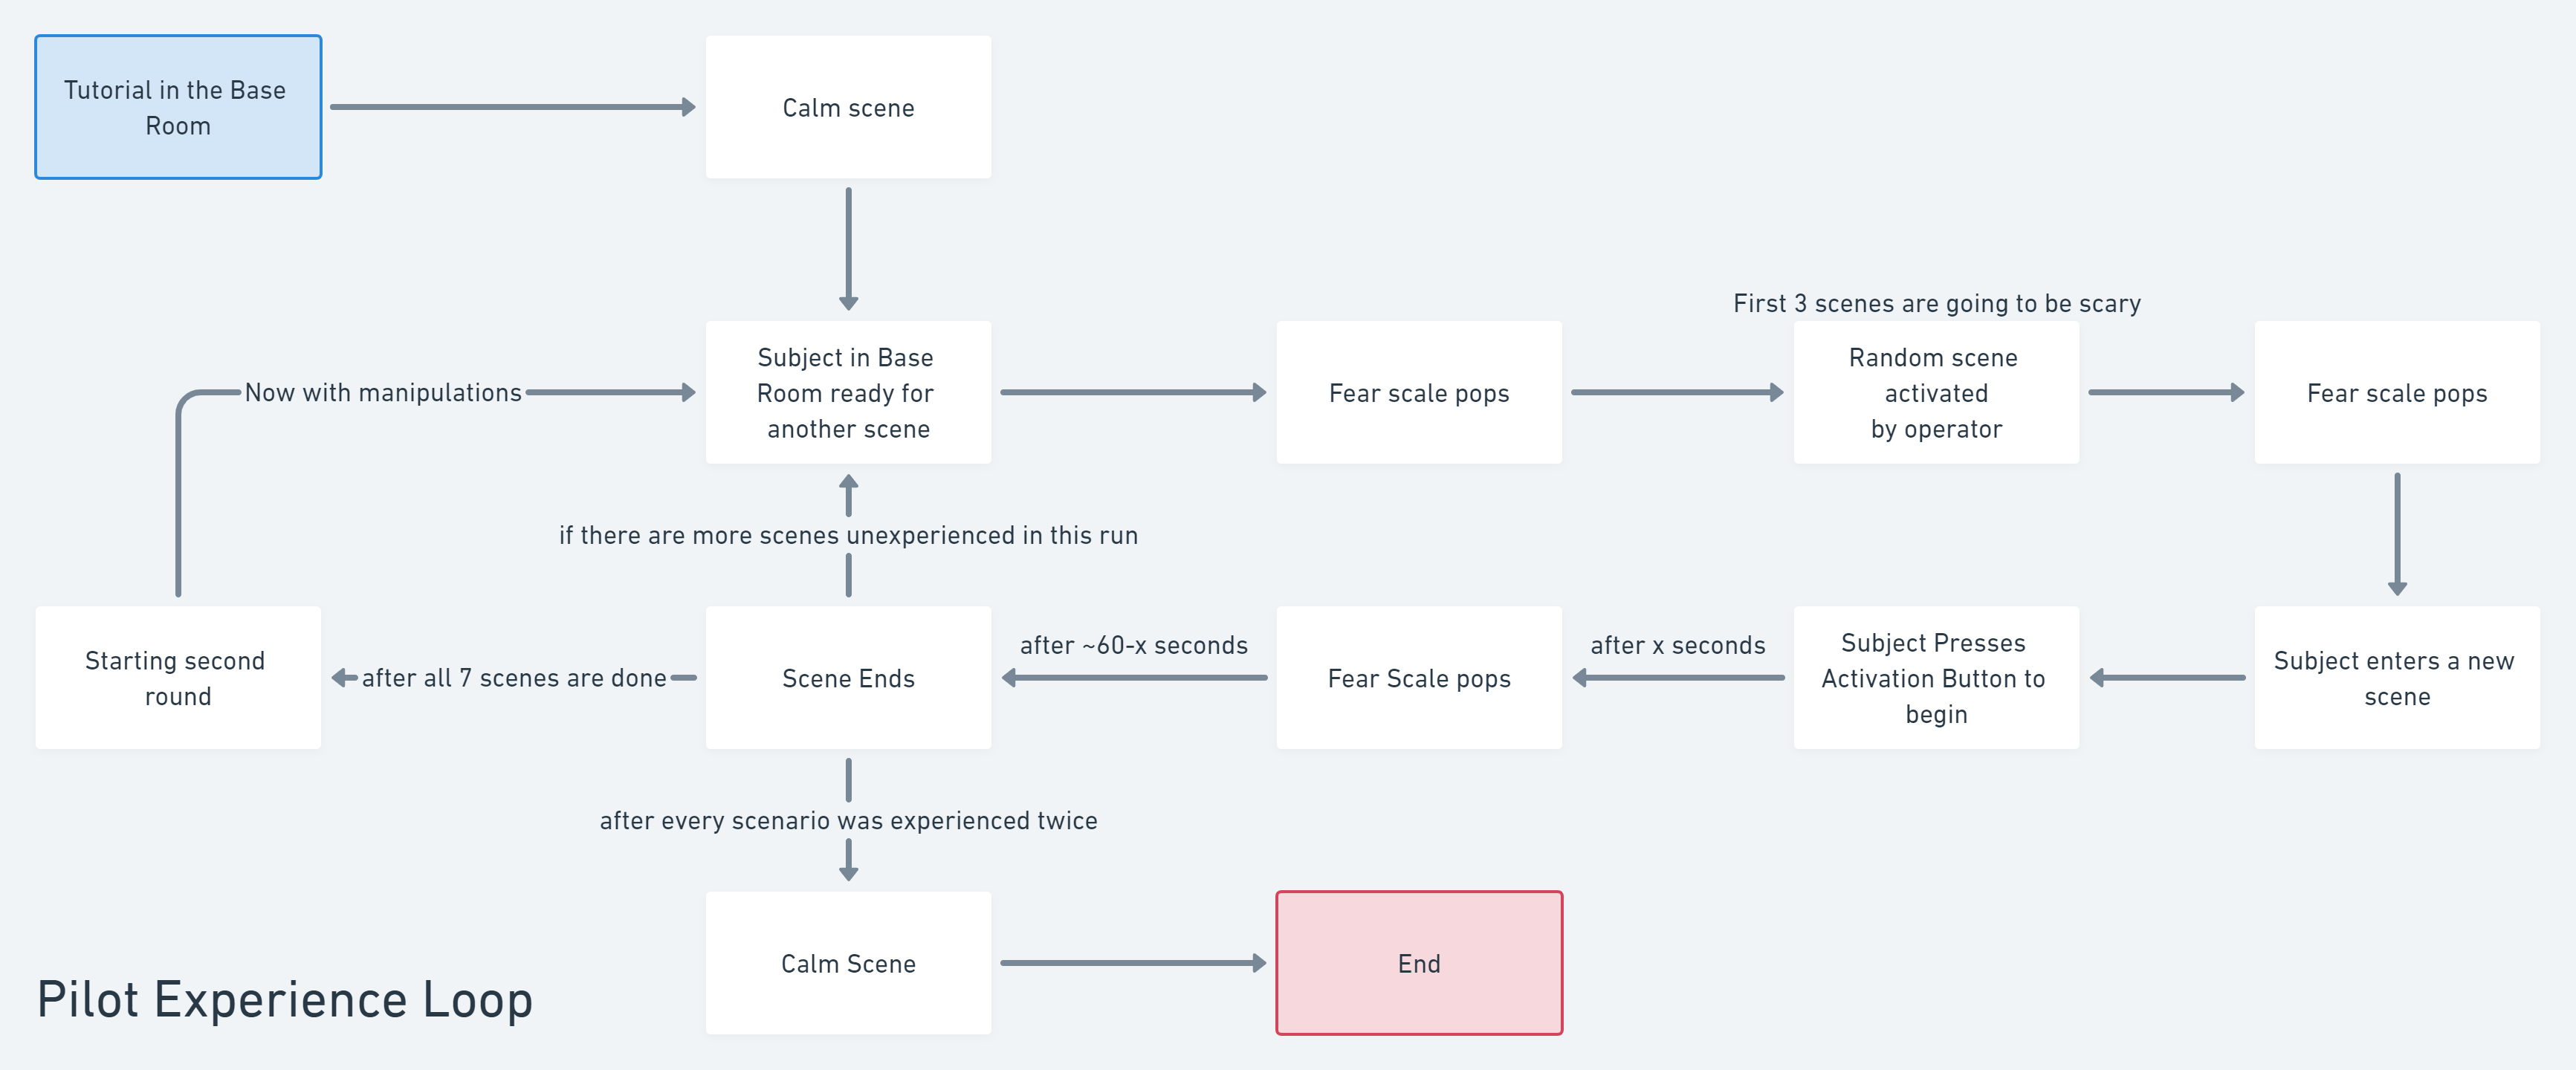 Tutorial in the Base
Room
Calm scene
First 3 scenes are going to be scary
Now with manipulations
Subject in Base
Room ready for
another scene
Fear scale pops
Random scene
activated
by operator
Fear scale pops
if there are more scenes unexperienced in this run
Starting second
round
after all 7 scenes are done
Scene Ends
after ~60-x seconds
Fear Scale pops
after x seconds
Subject Presses
Activation Button to
begin
Subject enters a new
scene
after every scenario was experienced twice
Calm Scene
End
Pilot Experience Loop